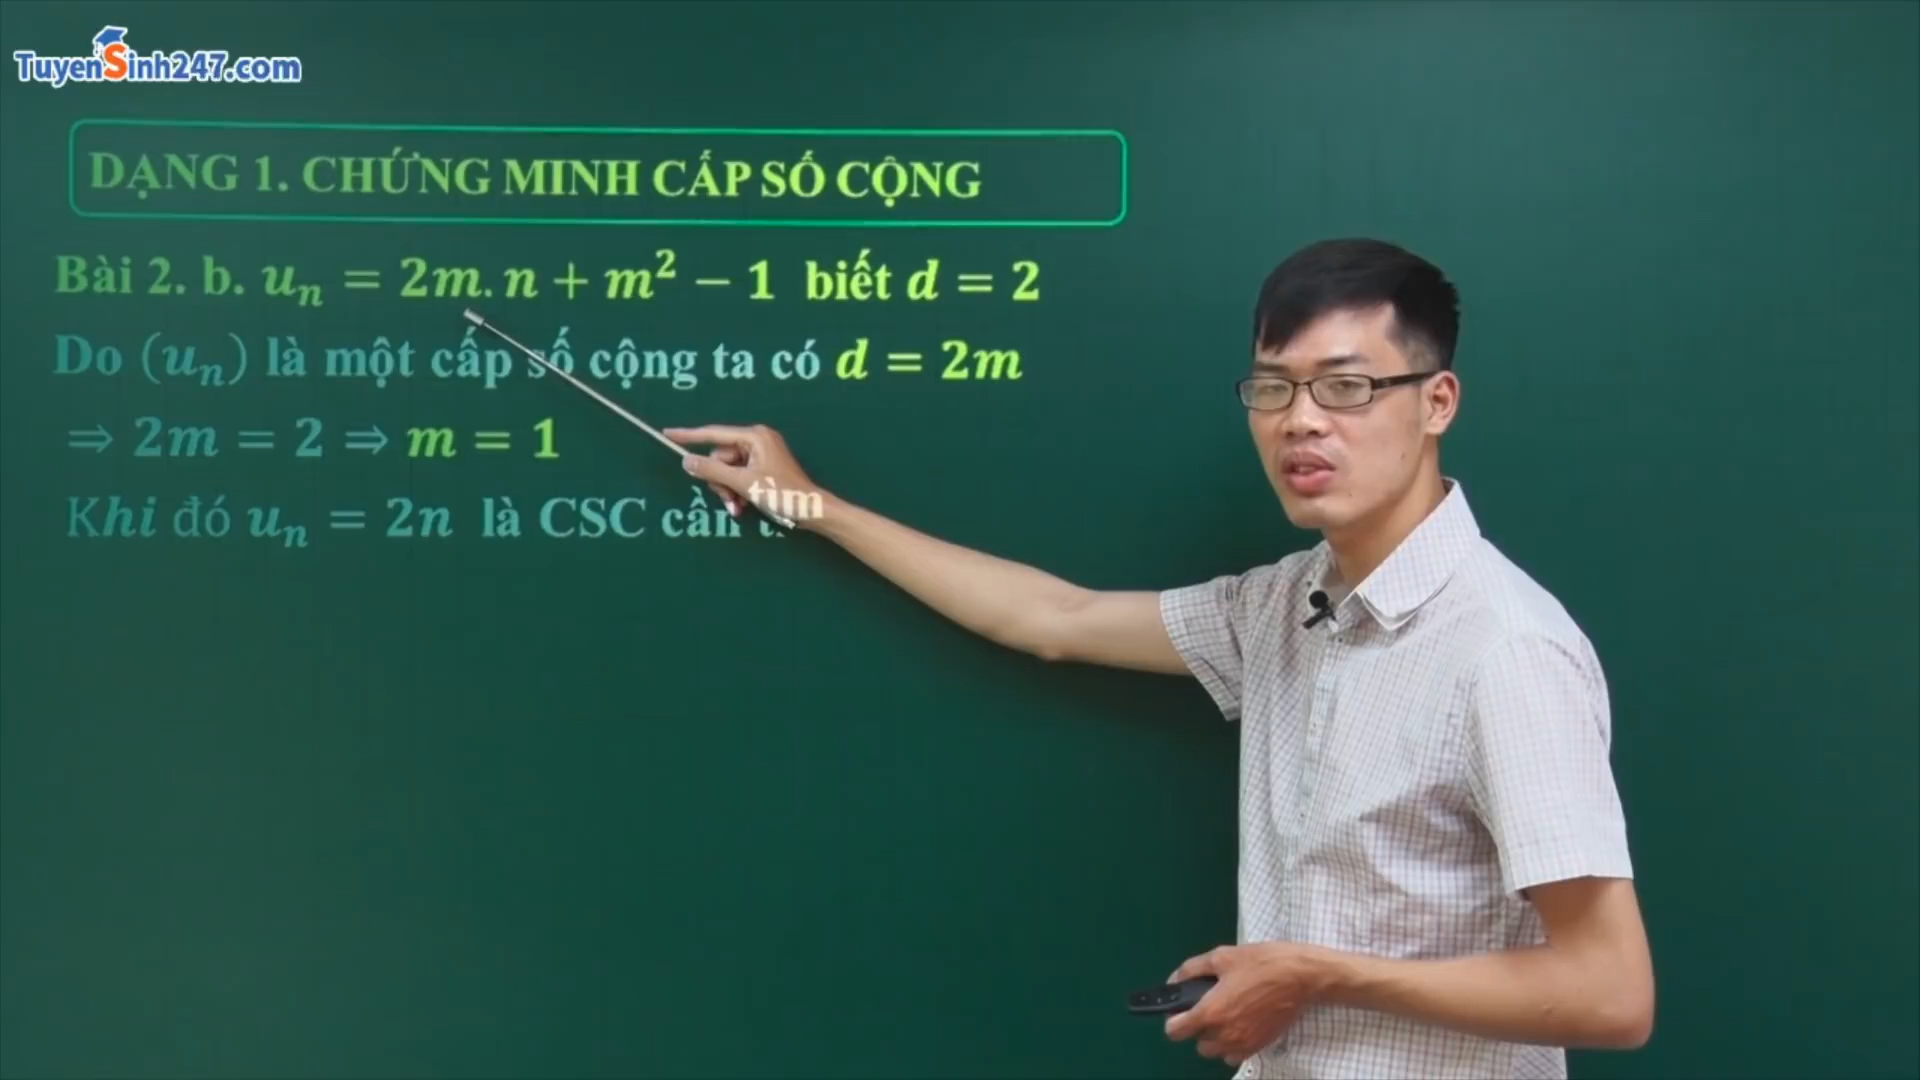 TuyenSinh247.com
DẠNG 1. CHỨNG MINH CẤP SỐ CỘNG
Bài 2. b. uₙ = 2m. n + m² − 1 biết d = 2
Do (uₙ) là một cấp số cộng ta có d = 2m
⇒ 2m = 2 ⇒ m = 1
Khi đó uₙ = 2n là CSC cần tìm